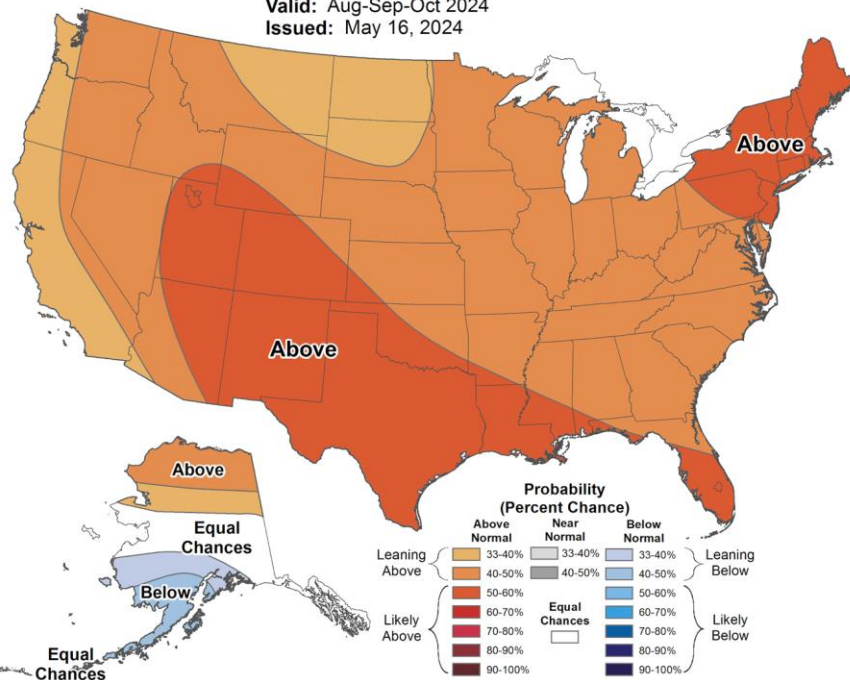 Valid: Aug-Sep-Oct 2024
Issued: May 16, 2024
Above
Above
Above
Equal
Chances
Below
Equal
Chances
Probability
(Percent Chance)
Above
Normal
Near
Normal
Below
Normal
Leaning
Above
33-40%
40-50%
Likely
Above
50-60%
60-70%
70-80%
80-90%
90-100%
33-40%
40-50%
Equal
Chances
33-40%
40-50%
Leaning
Below
50-60%
60-70%
70-80%
80-90%
90-100%
Likely
Below